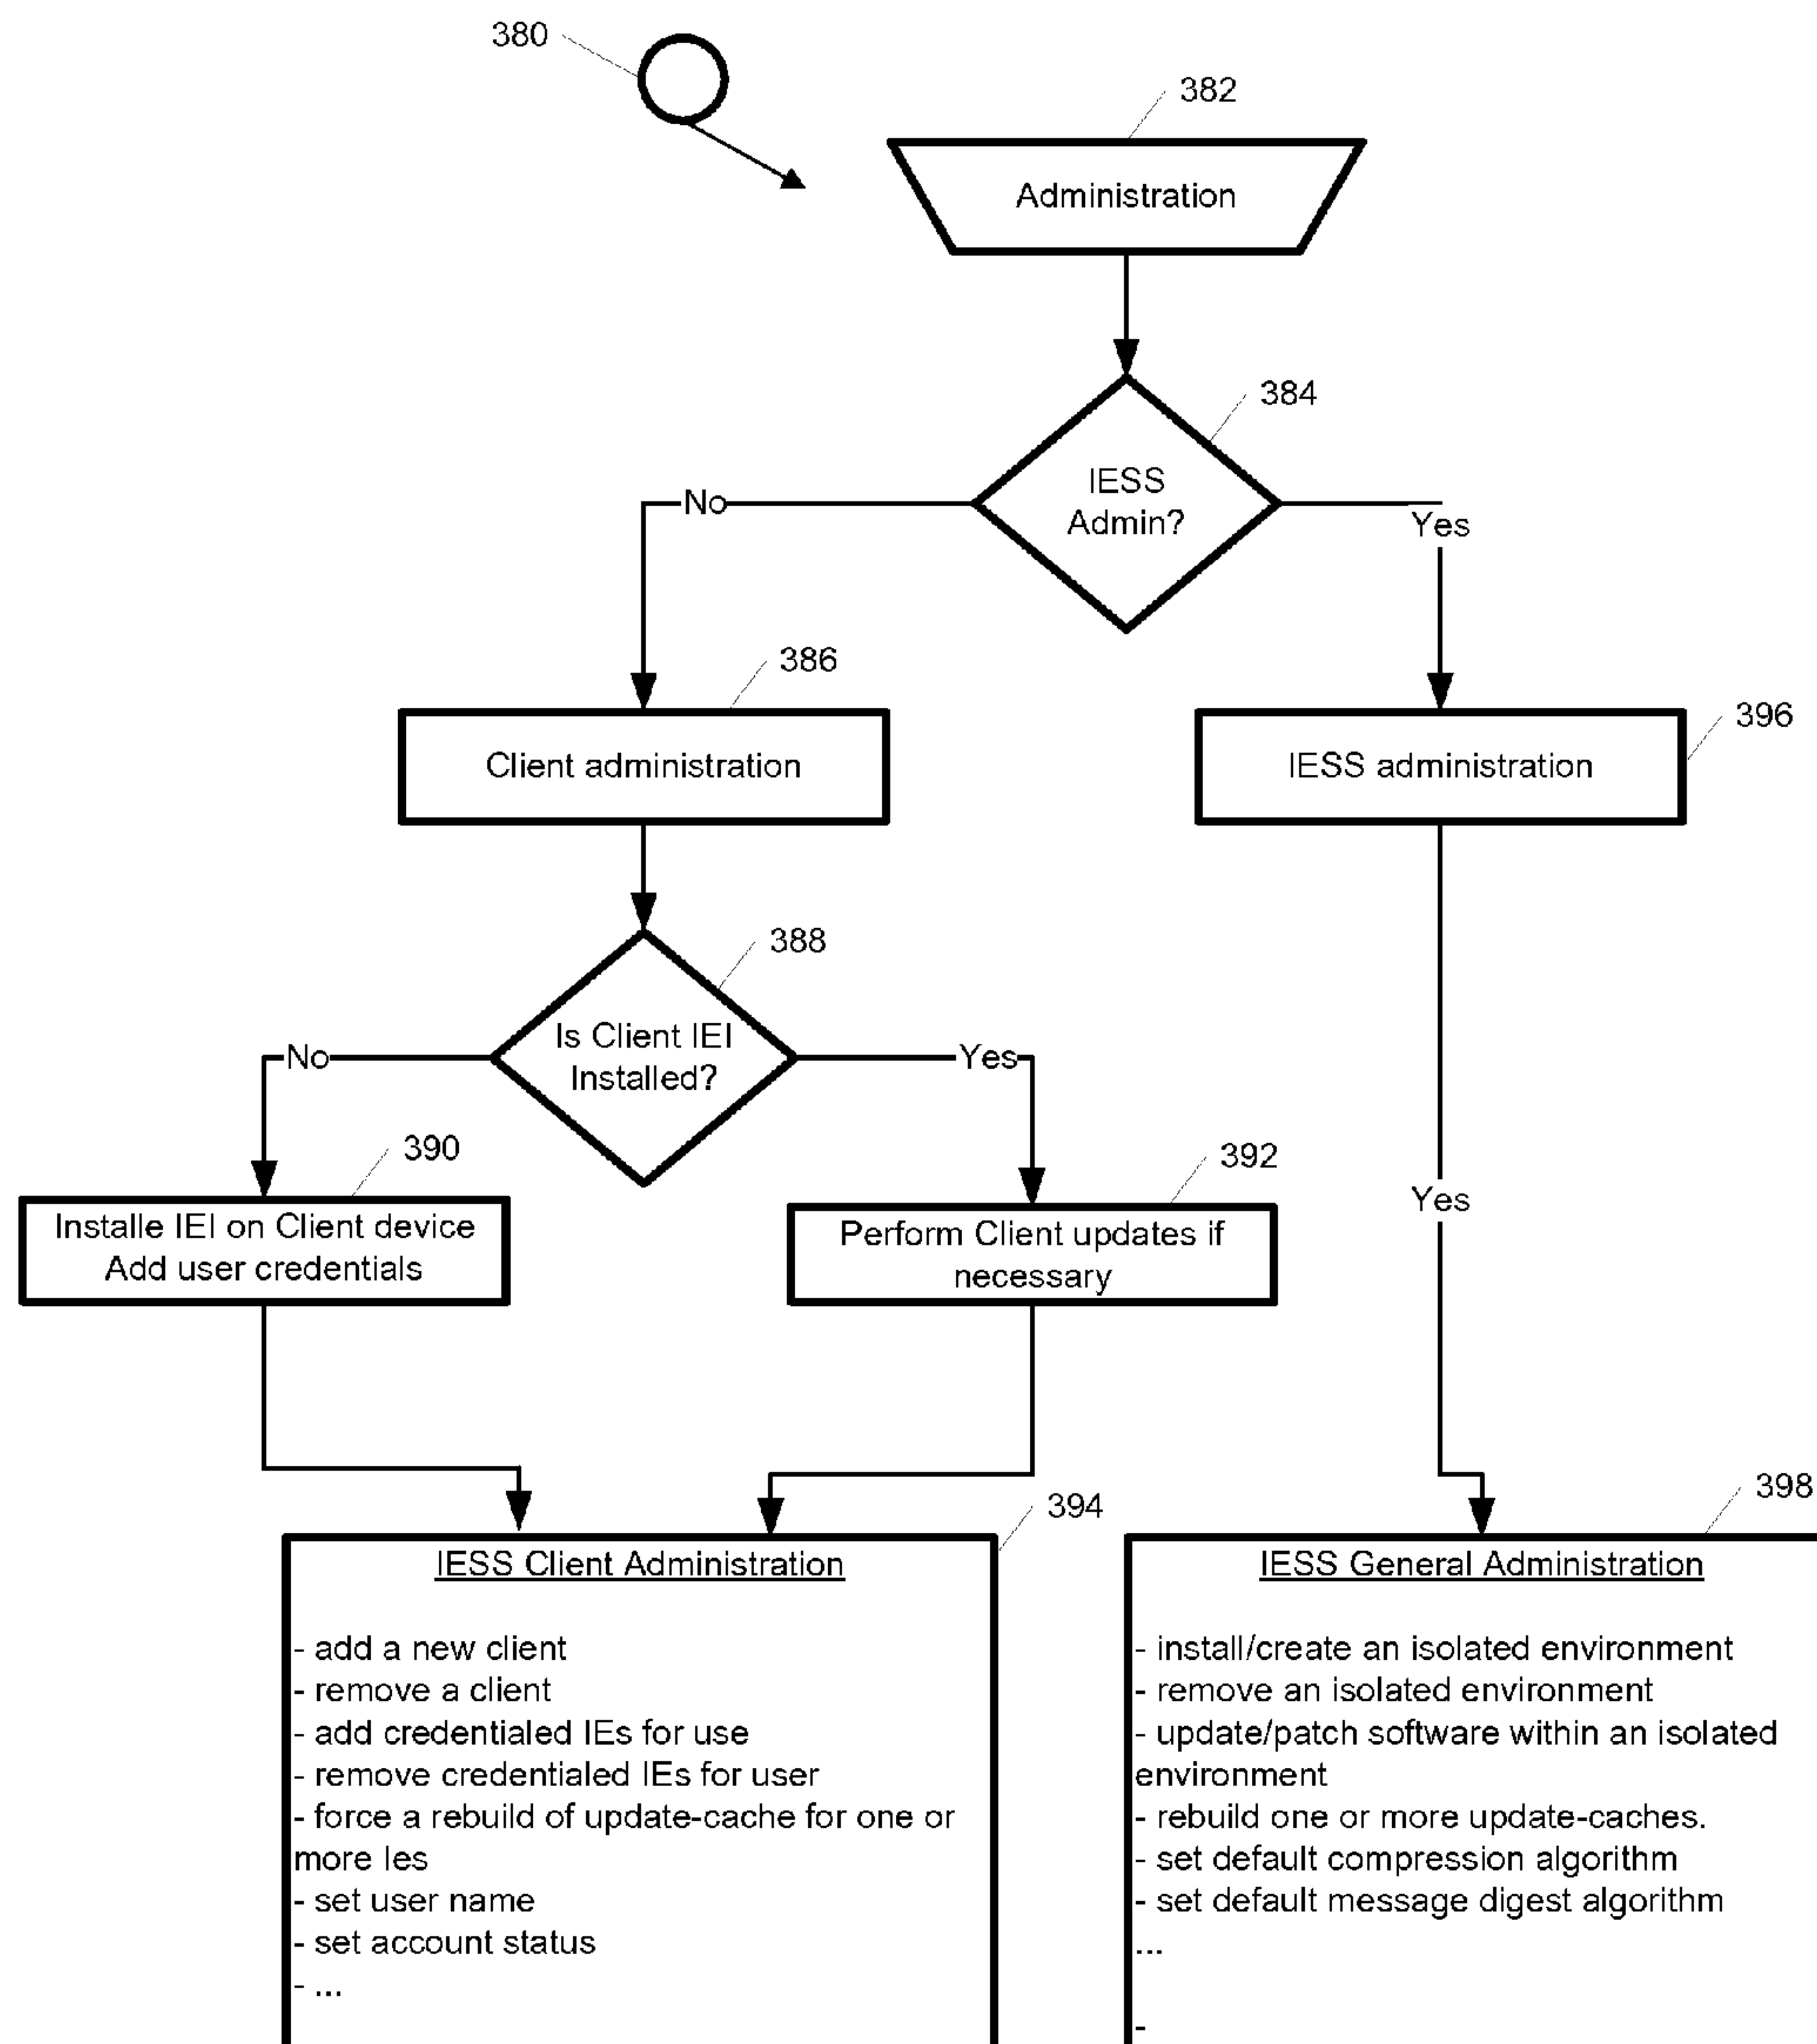 380
382
Administration
384
IESS
Admin?
No
Yes
386
396
Client administration
IESS administration
388
Is Client IEI
Installed?
No
Yes
390
392
Installe IEI on Client device
Add user credentials
Perform Client updates if
necessary
Yes
394
398
IESS Client Administration
- add a new client
- remove a client
- add credentialed IEs for use
- remove credentialed IEs for user
- force a rebuild of update-cache for one or
more Ies
- set user name
- set account status
- ...
IESS General Administration
- install/create an isolated environment
- remove an isolated environment
- update/patch software within an isolated
environment
- rebuild one or more update-caches.
- set default compression algorithm
- set default message digest algorithm
...
-